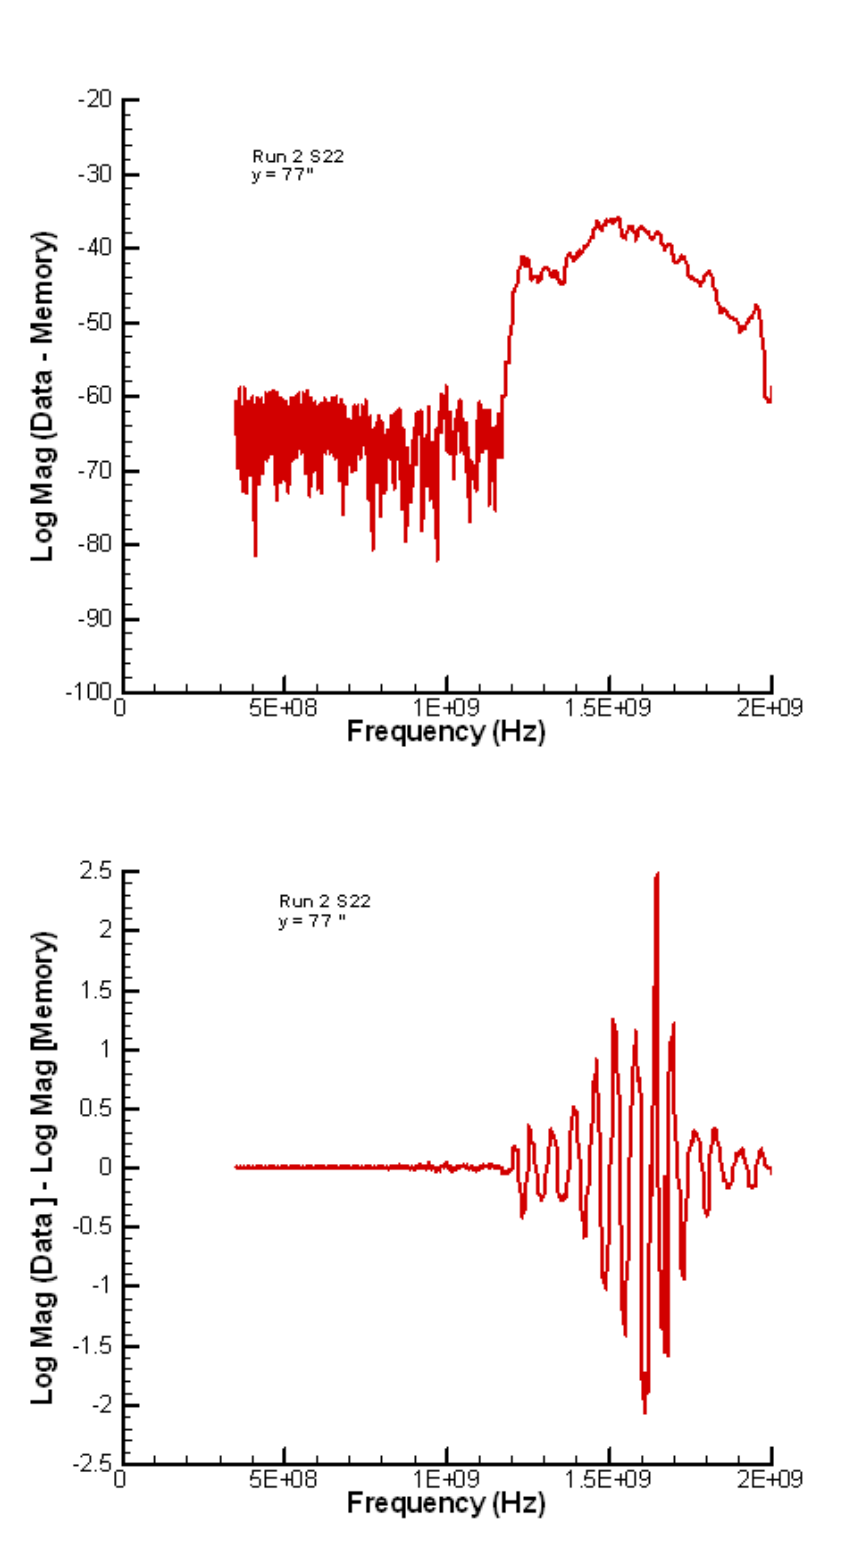 -20
-30
-40
-50
-60
-70
-80
-90
-100
Log Mag (Data - Memory)
Run 2 S22
y = 77"
0
5E+08
1E+09
1.5E+09
2E+09
Frequency (Hz)
2.5
2
1.5
1
0.5
0
-0.5
-1
-1.5
-2
-2.5
Log Mag (Data ] - Log Mag [Memory)
Run 2 S22
y = 77 "
0
5E+08
1E+09
1.5E+09
2E+09
Frequency (Hz)